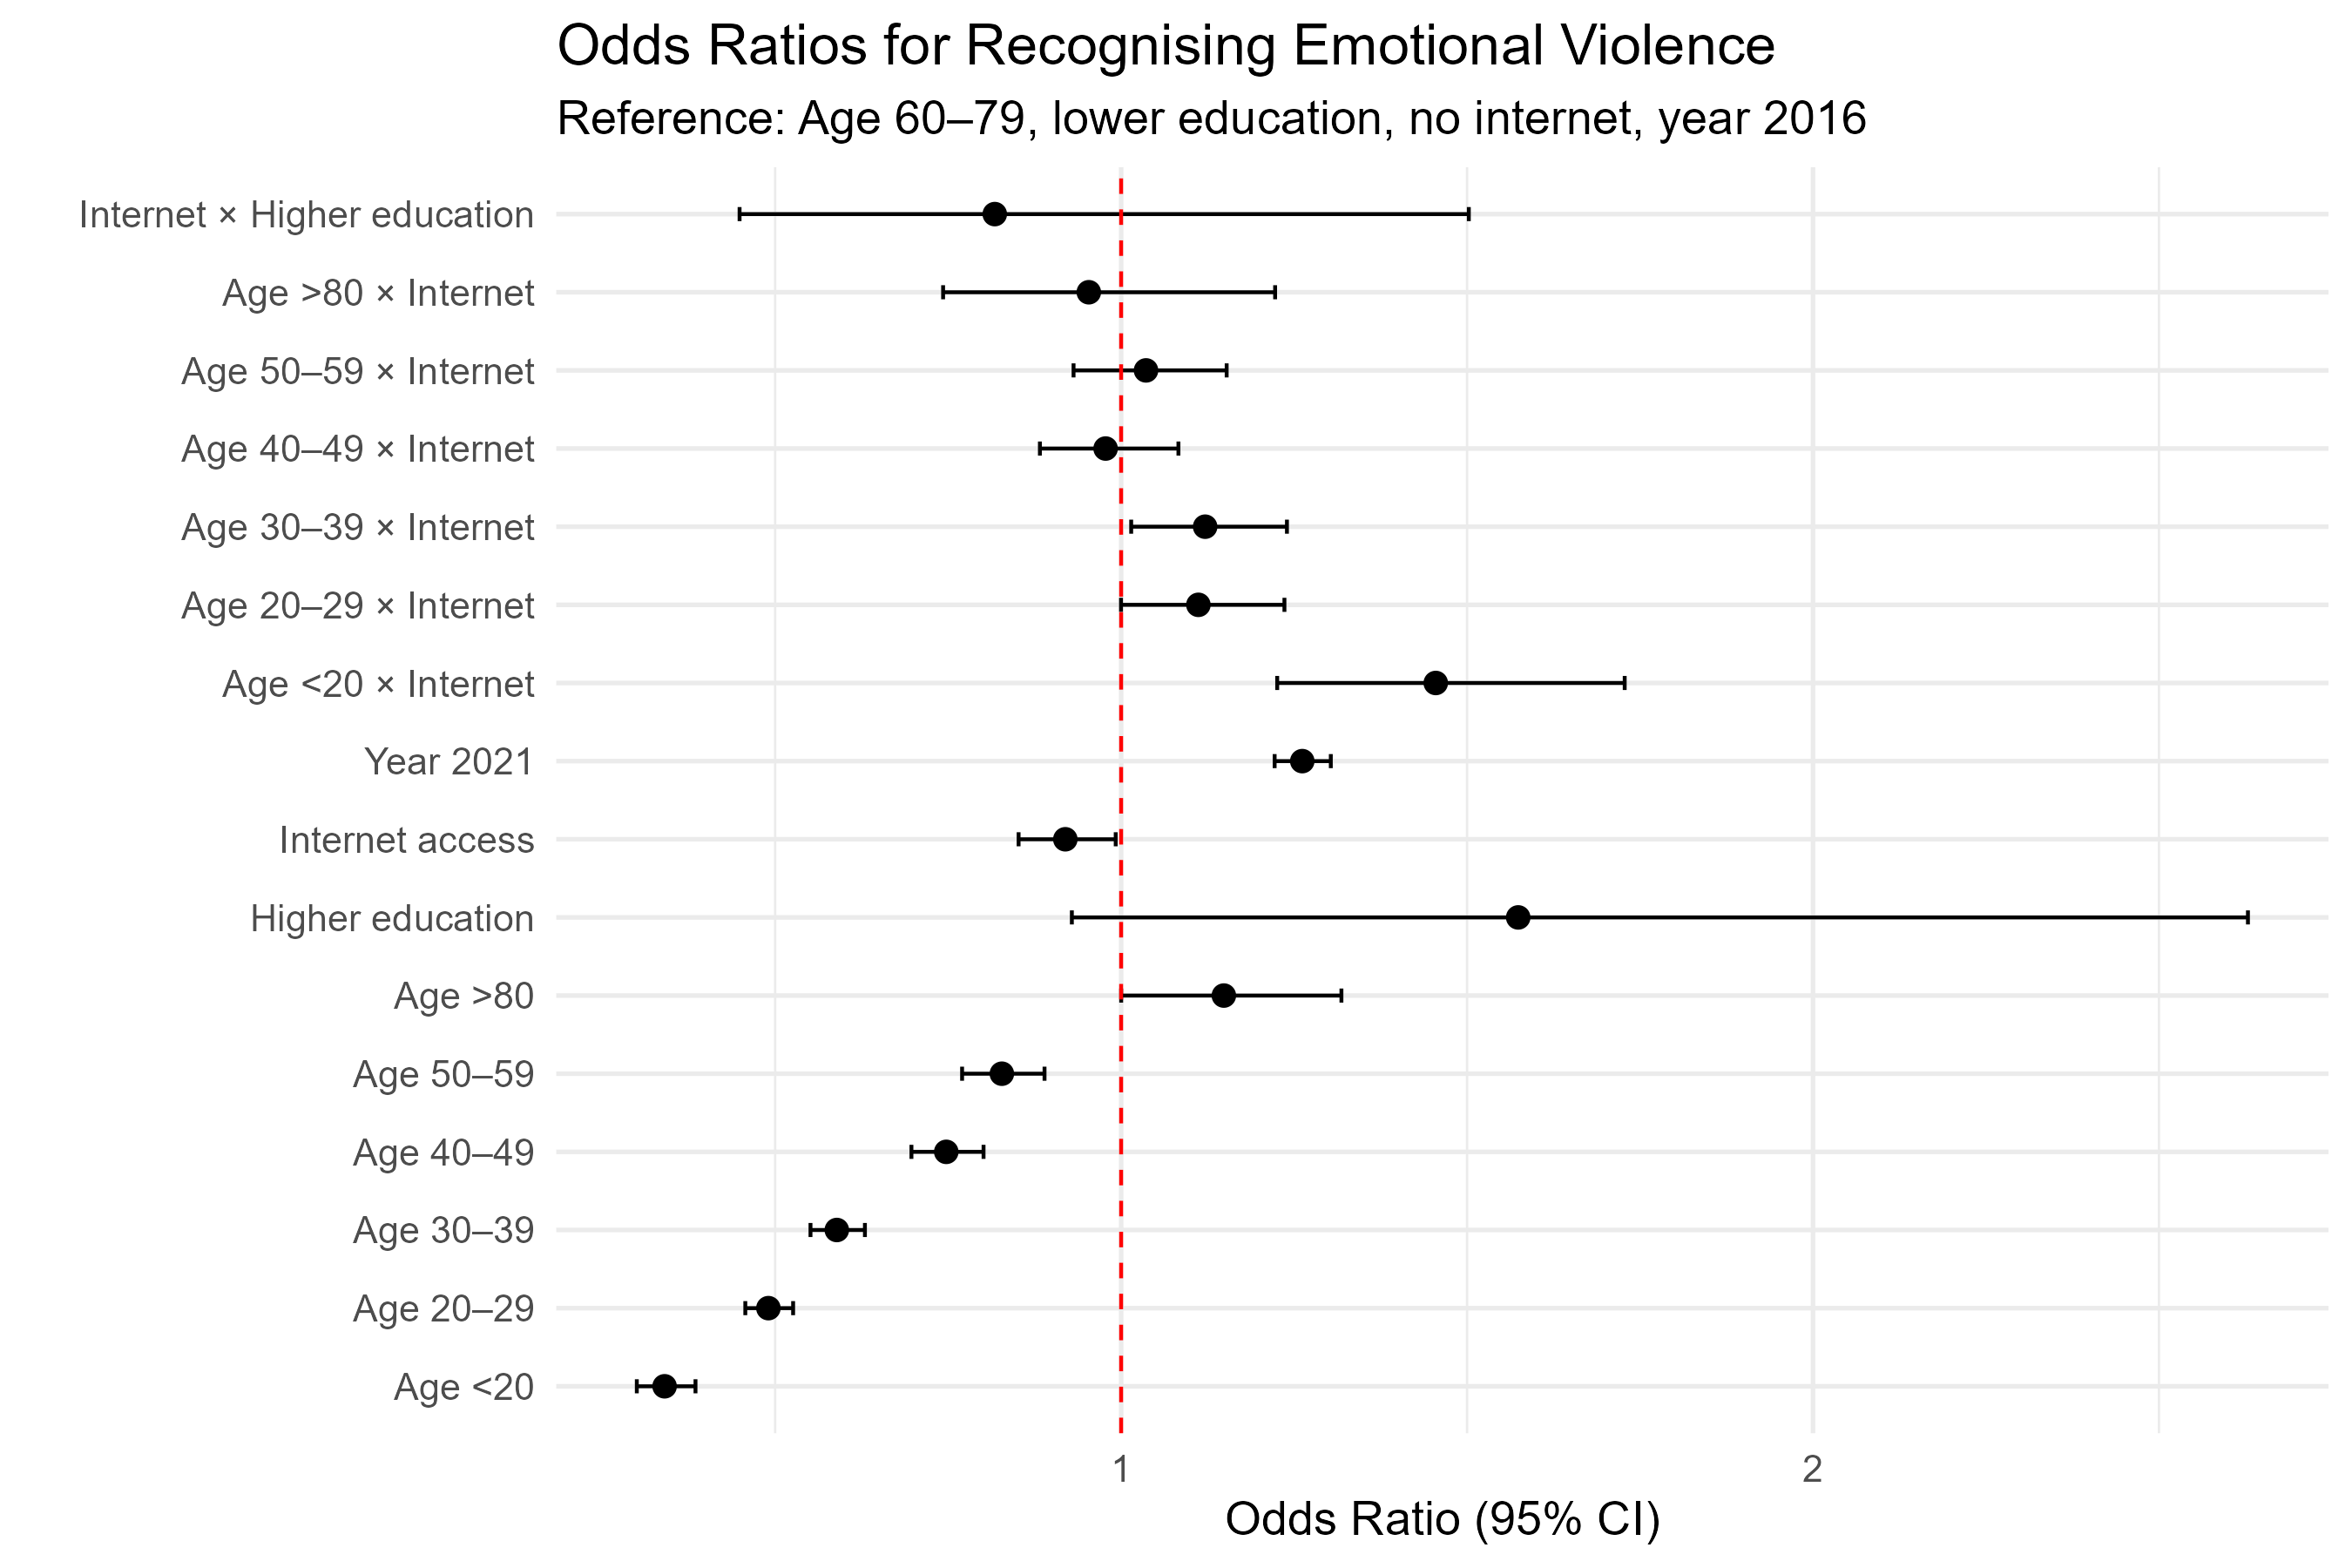 Odds Ratios for Recognising Emotional Violence
Reference: Age 60–79, lower education, no internet, year 2016
Internet × Higher education
Age >80 × Internet
Age 50–59 × Internet
Age 40–49 × Internet
Age 30–39 × Internet
Age 20–29 × Internet
Age <20 × Internet
Year 2021
Internet access
Higher education
Age >80
Age 50–59
Age 40–49
Age 30–39
Age 20–29
Age <20
1 2
Odds Ratio (95% CI)